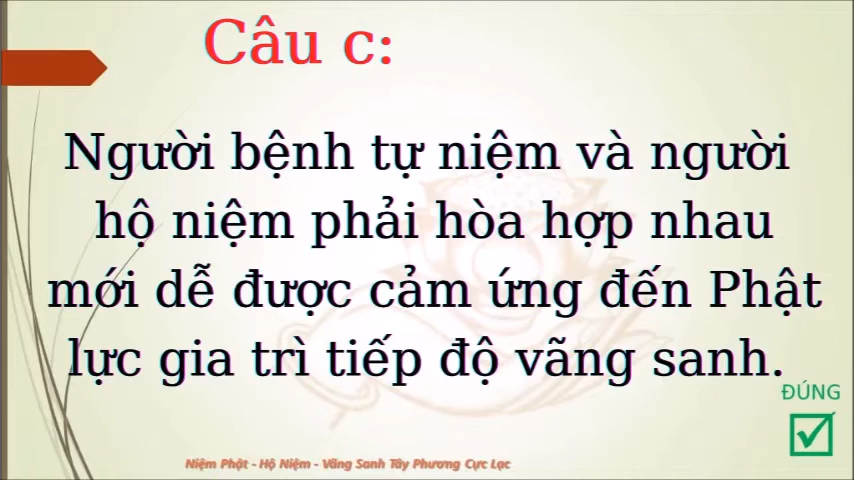 Câu c:
Người bệnh tự niệm và người
hộ niệm phải hòa hợp nhau
mới dễ được cảm ứng đến Phật
lực gia trì tiếp độ vãng sanh.
ĐÚNG
Niệm Phật - Hộ Niệm - Vãng Sanh Tây Phương Cực Lạc